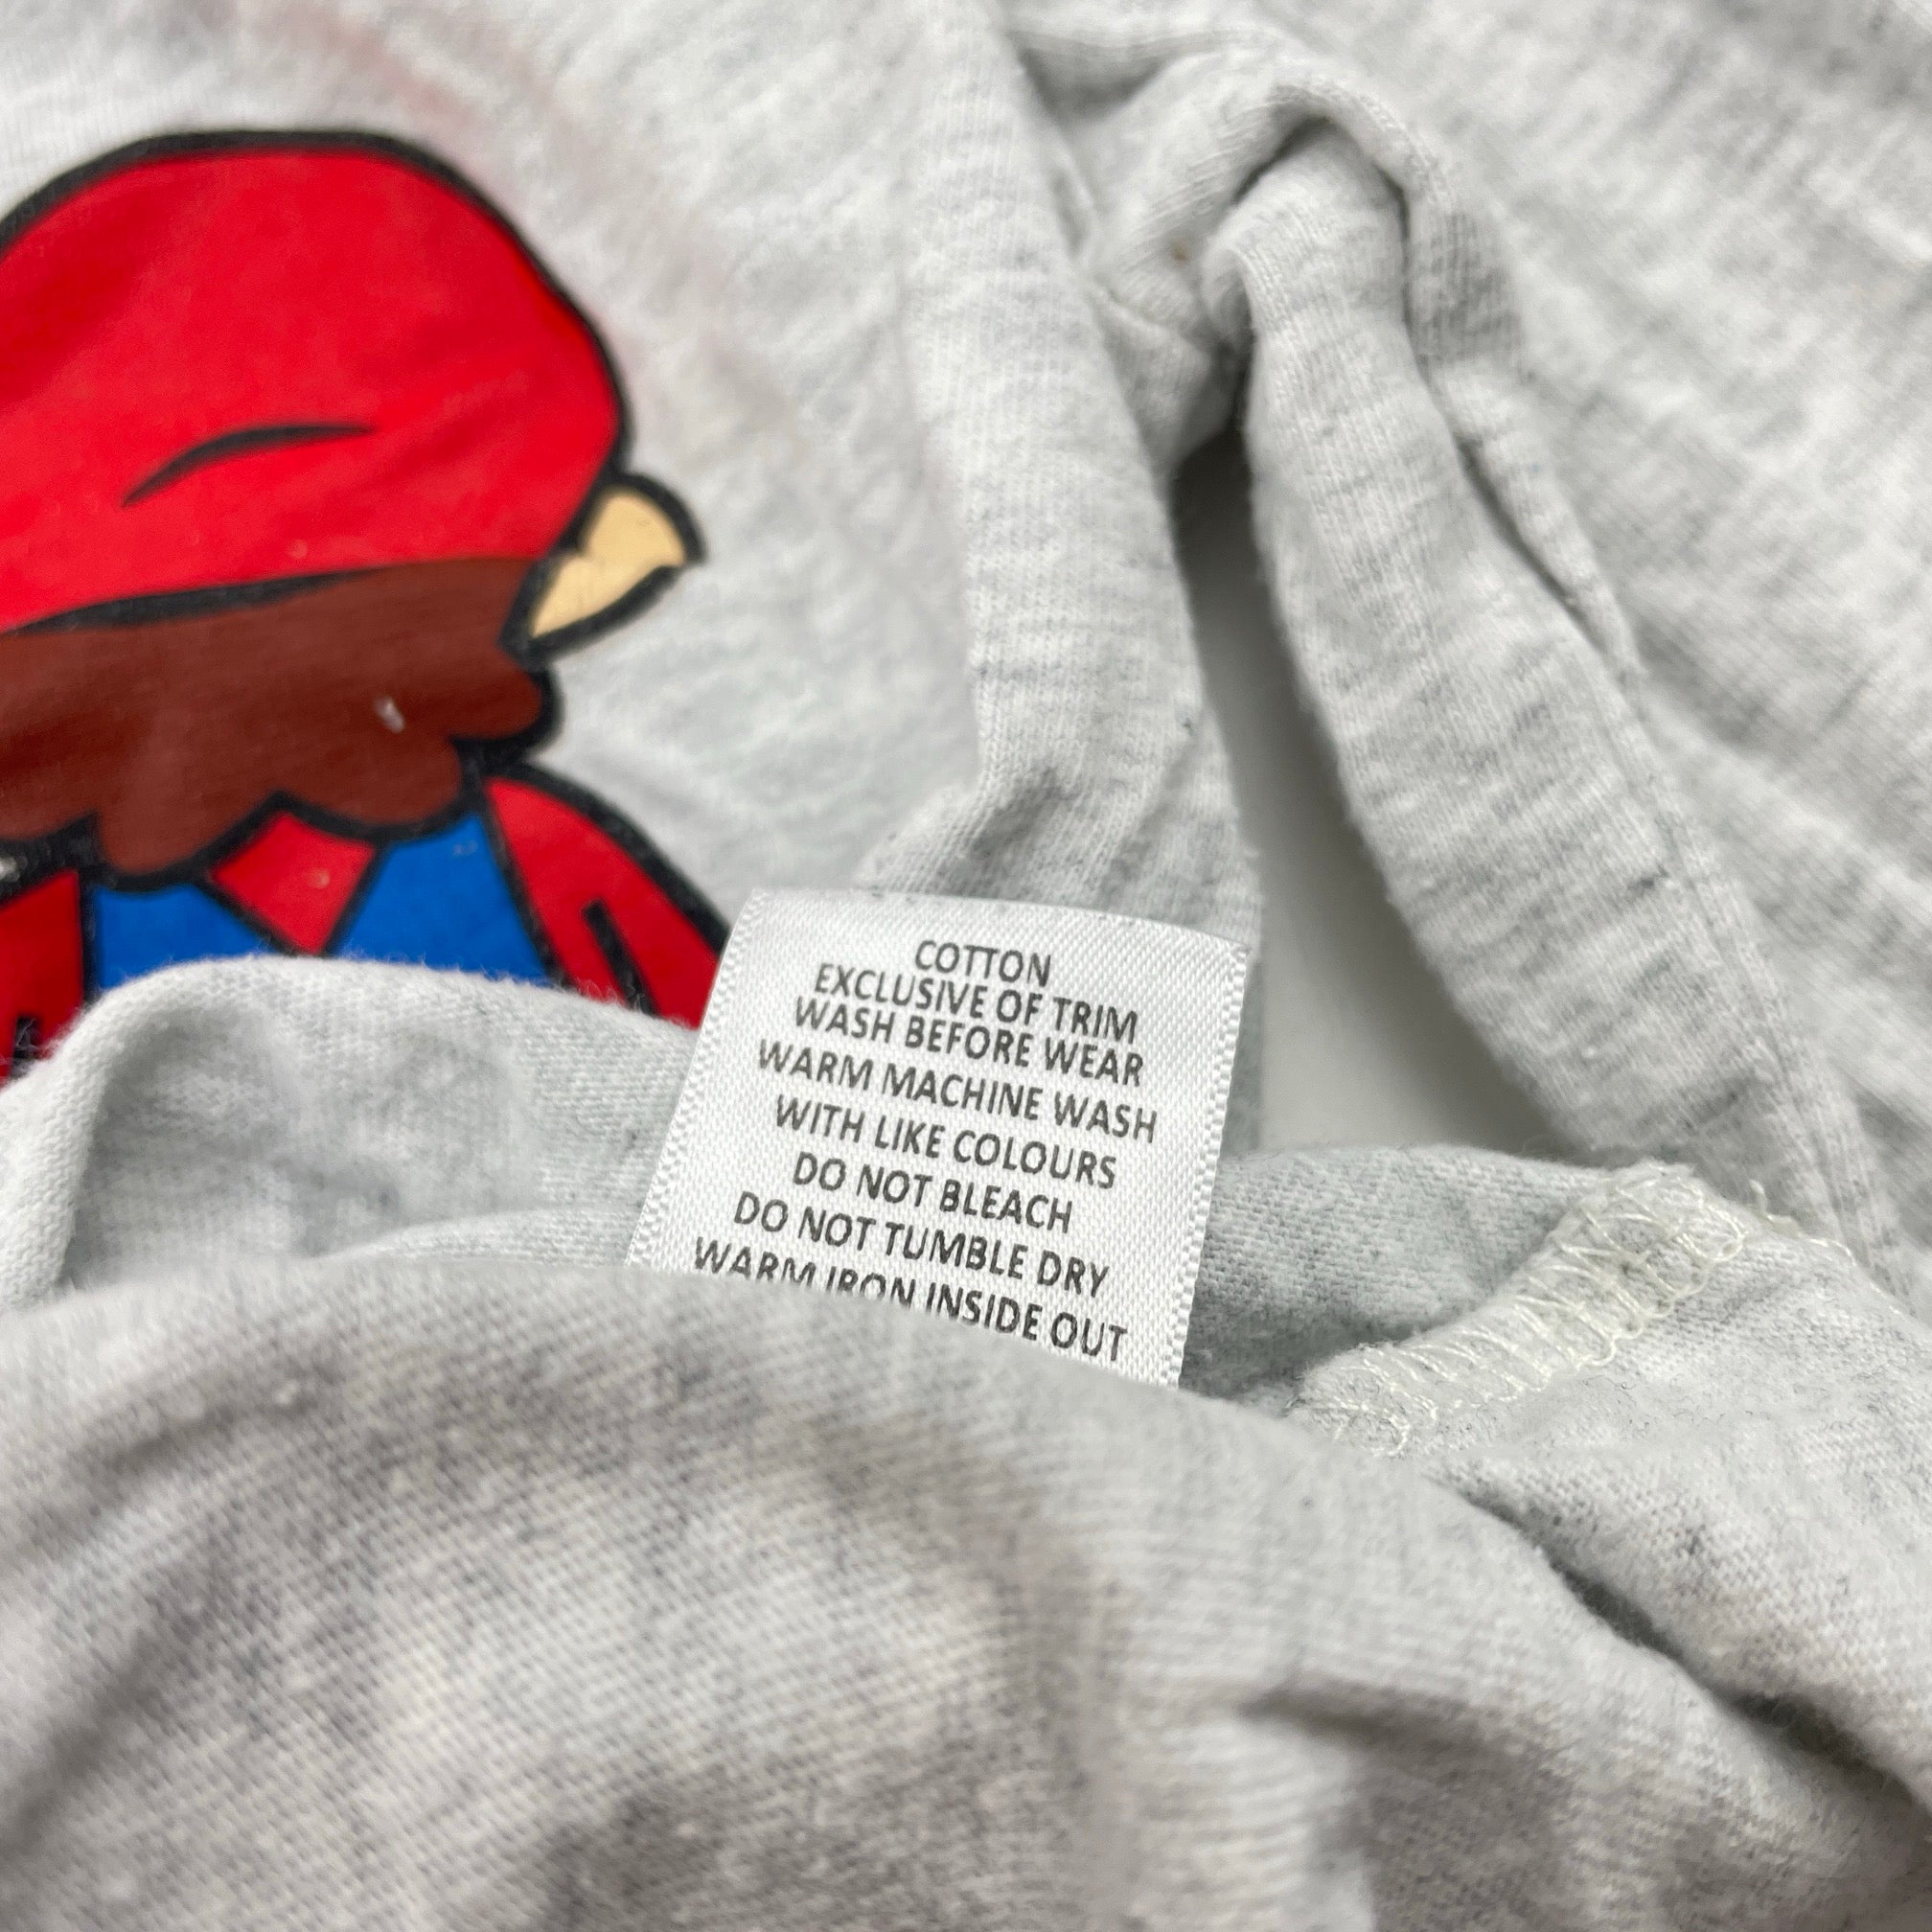 COTTON
EXCLUSIVE OF TRIM
WASH BEFORE WEAR
WARM MACHINE WASH
WITH LIKE COLOURS
DO NOT BLEACH
DO NOT TUMBLE DRY
WARM IRON INSIDE OUT